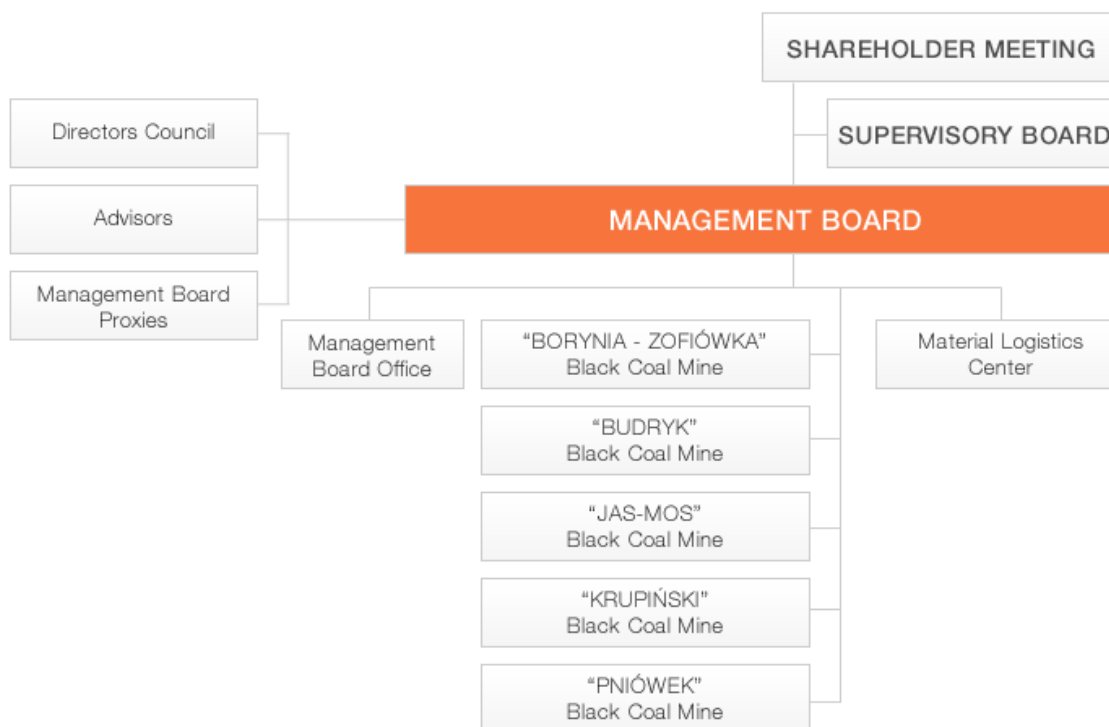 SHAREHOLDER MEETING
Directors Council
SUPERVISORY BOARD
Advisors
MANAGEMENT BOARD
Management Board
Proxies
Management
Board Office
“BORYNIA - ZOFIÓWKA”
Black Coal Mine
Material Logistics
Center
“BUDRYK”
Black Coal Mine
“JAS-MOS”
Black Coal Mine
“KRUPIŃSKI”
Black Coal Mine
“PNIÓWEK”
Black Coal Mine